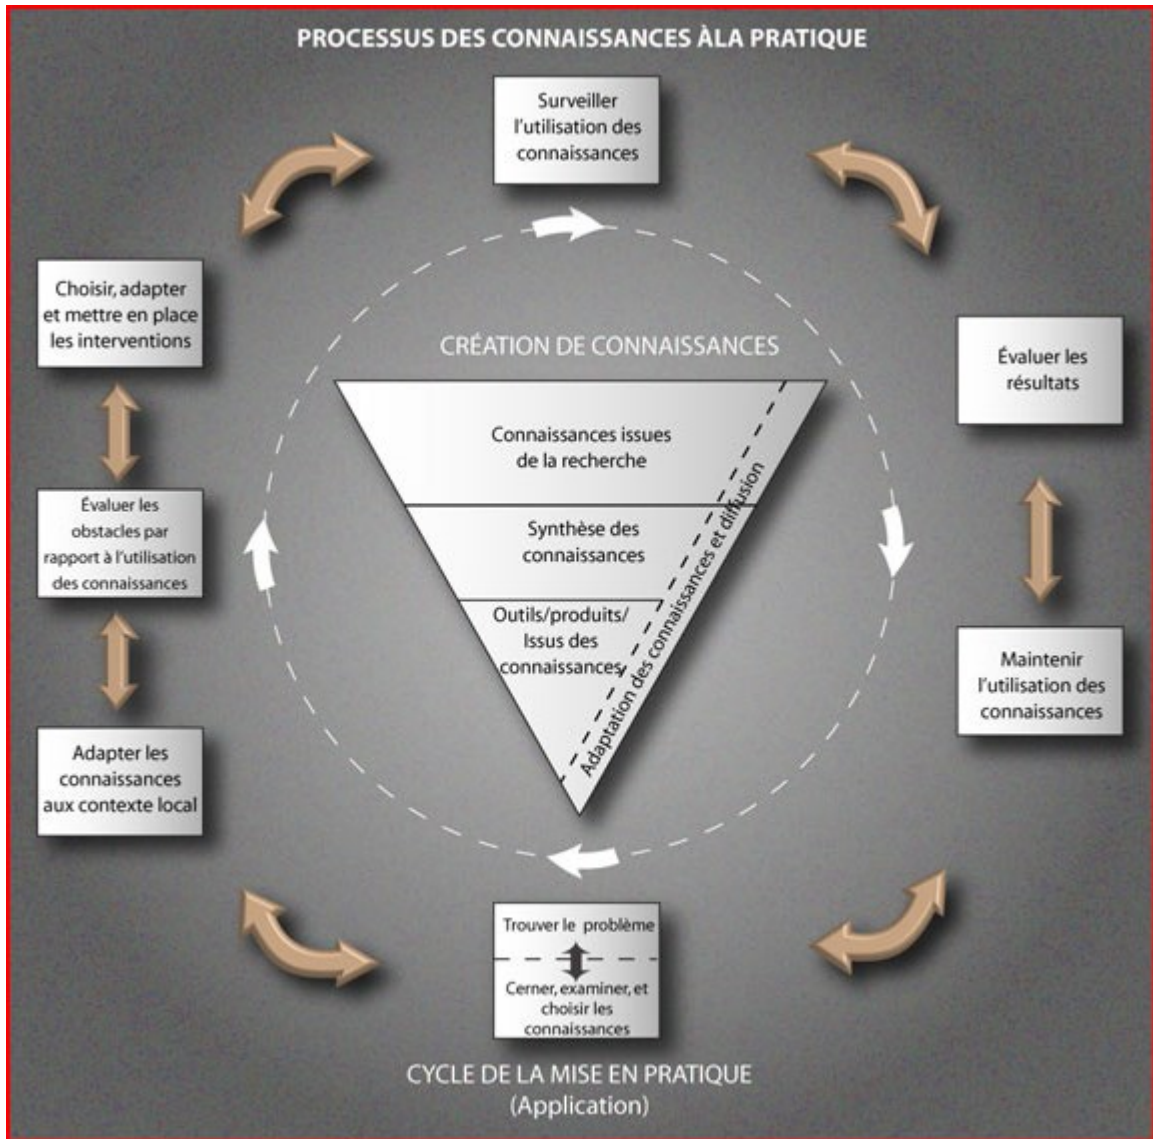 PROCESSUS DES CONNAISSANCES ÀLA PRATIQUE
Surveiller
l'utilisation des
connaissances
Choisir, adapter
et mettre en place
les interventions
Évaluer les
résultats
CRÉATION DE CONNAISSANCES
Connaissances issues
de la recherche
Synthèse des
connaissances
Outils/produits/
Issus des
connaissances
Adaptation des connaissances et diffusion
Évaluer les
obstacles par
rapport à l'utilisation
des connaissances
Maintenir
l'utilisation des
connaissances
Adapter les
connaissances
aux contexte local
Trouver le problème
Cerner, examiner, et
choisir les
connaissances
CYCLE DE LA MISE EN PRATIQUE
(Application)